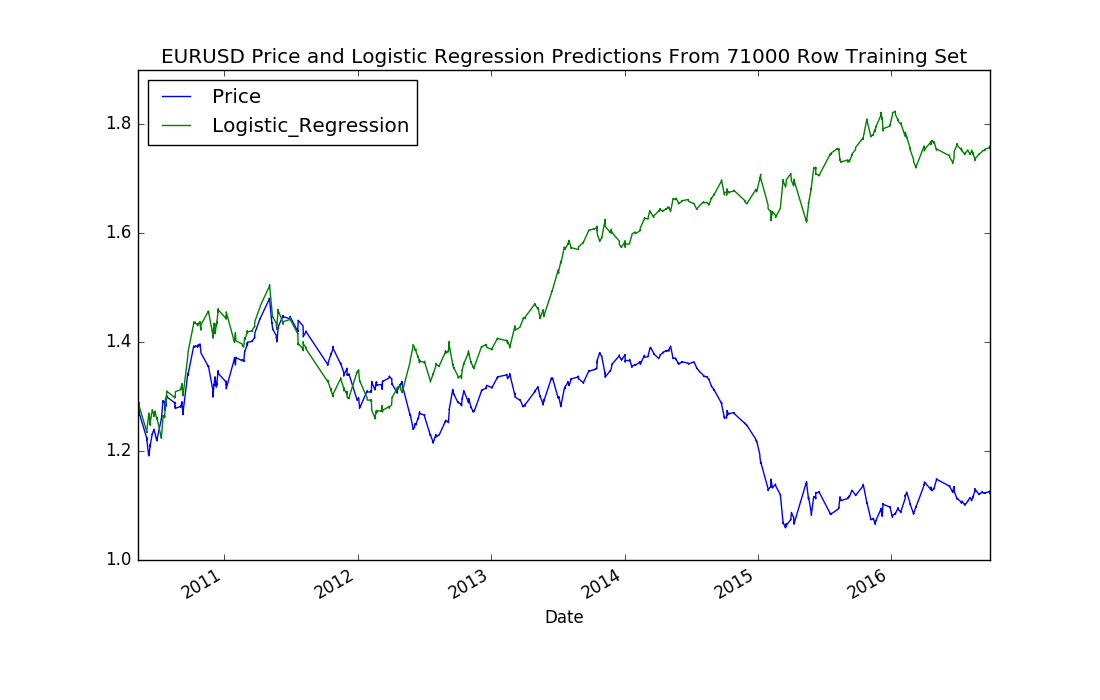 EURUSD Price and Logistic Regression Predictions From 71000 Row Training Set
Price
Logistic_Regression
1.8
1.6
1.4
1.2
1.0
2011
2012
2013
2014
2015
2016
Date